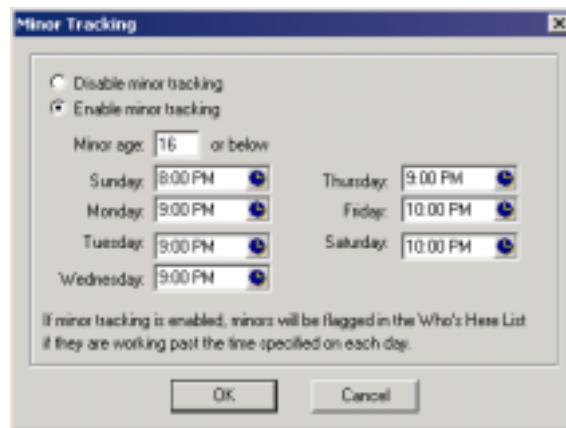 Minor Tracking
Disable minor tracking
Enable minor tracking
Minor age: 16 or below
Sunday: 8:00 PM
Monday: 9:00 PM
Tuesday: 9:00 PM
Wednesday: 9:00 PM
Thursday: 9:00 PM
Friday: 10:00 PM
Saturday: 10:00 PM
If minor tracking is enabled, minors will be flagged in the Who's Here List
if they are working past the time specified on each day.
OK
Cancel